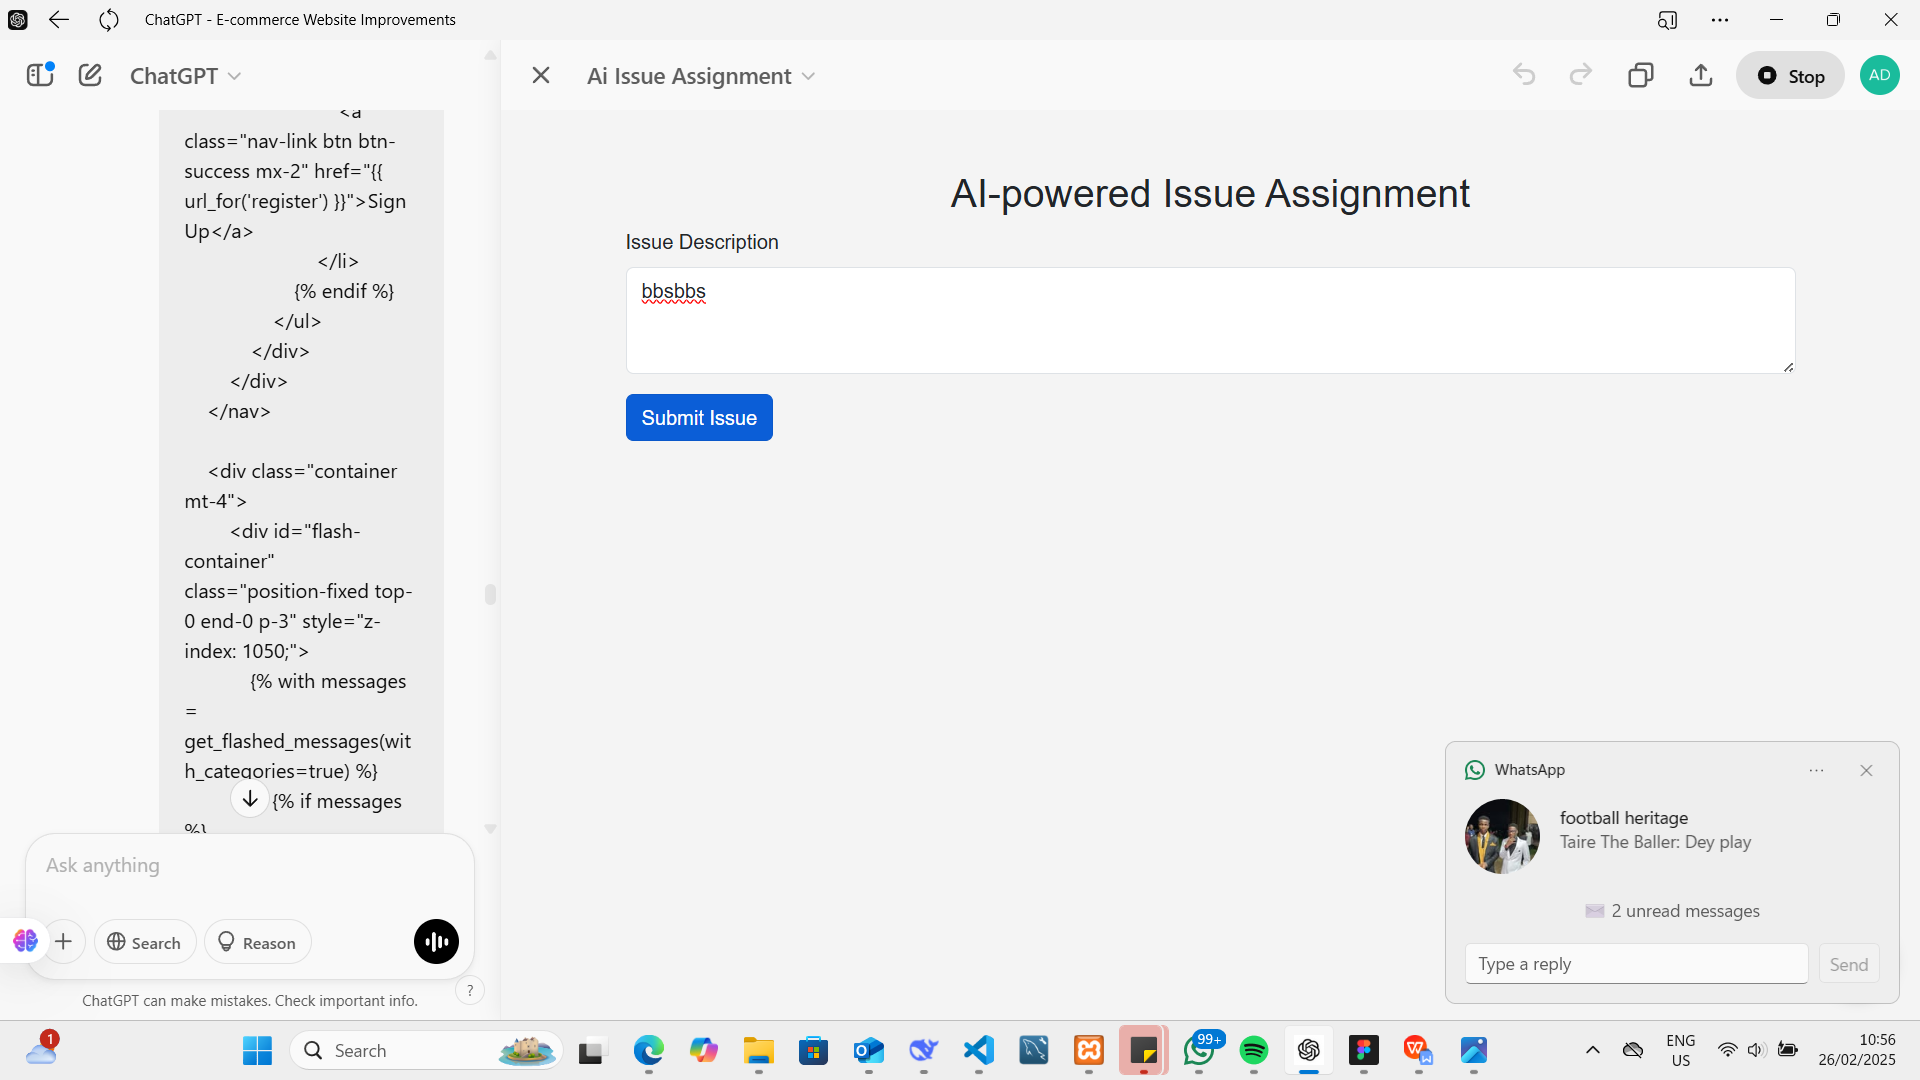 ChatGPT - E-commerce Website Improvements
ChatGPT
<a
class="nav-link btn btn-
success mx-2" href="{{
url_for('register') }}">Sign
Up</a>
</li>
{% endif %}
</ul>
</div>
</div>
</nav>
<div class="container
mt-4">
<div id="flash-
container"
class="position-fixed top-
0 end-0 p-3" style="z-
index: 1050;">
{% with messages
=
get_flashed_messages(wit
h_categories=true) %}
{% if messages
%}
Ask anything
Search
Reason
ChatGPT can make mistakes. Check important info.
?
Ai Issue Assignment
Stop
AD
AI-powered Issue Assignment
Issue Description
bbsbbs
Submit Issue
WhatsApp
football heritage
Taire The Baller: Dey play
2 unread messages
Type a reply
Send
1
Search
99+
ENG
US
10:56
26/02/2025